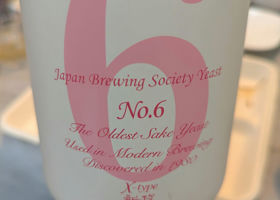 6
Japan Brewing Society Yeast
No.6
The Oldest Sake Yeast
Used in Modern Brewing
Discovered in 1930
X-type